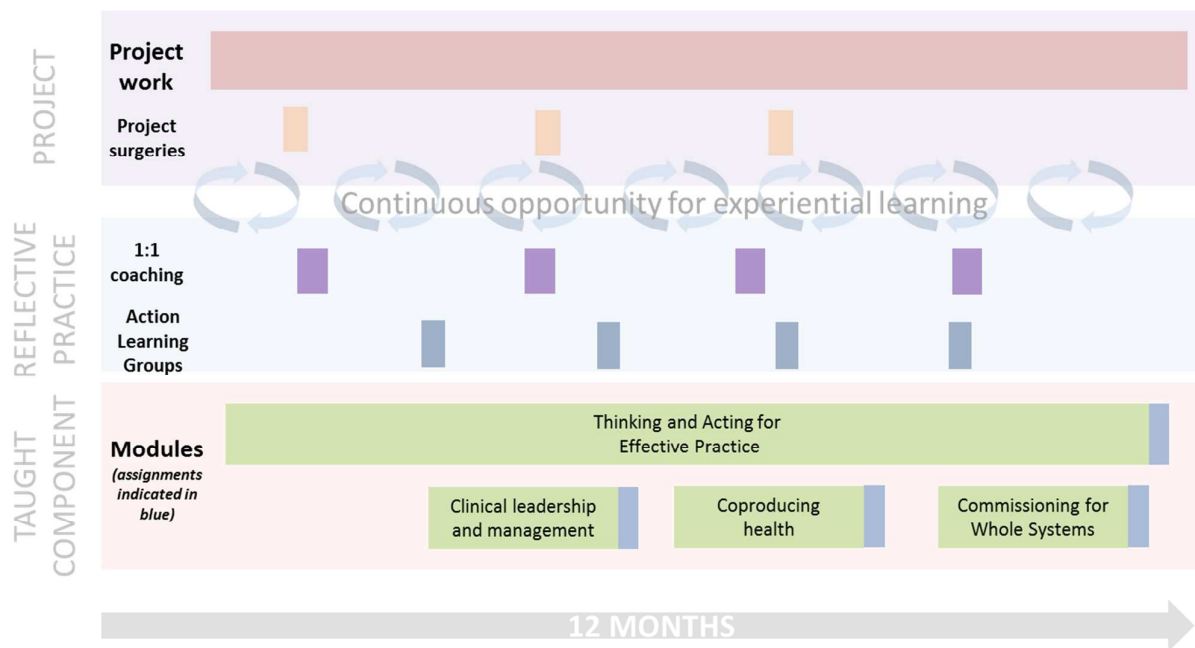 PROJECT
Project
work
Project
surgeries
Continuous opportunity for experiential learning
REFLECTIVE
PRACTICE
1:1
coaching
Action
Learning
Groups
TAUGHT
COMPONENT
Modules
(assignments
indicated in
blue)
Thinking and Acting for
Effective Practice
Clinical leadership
and management
Coproducing
health
Commissioning for
Whole Systems
12 MONTHS